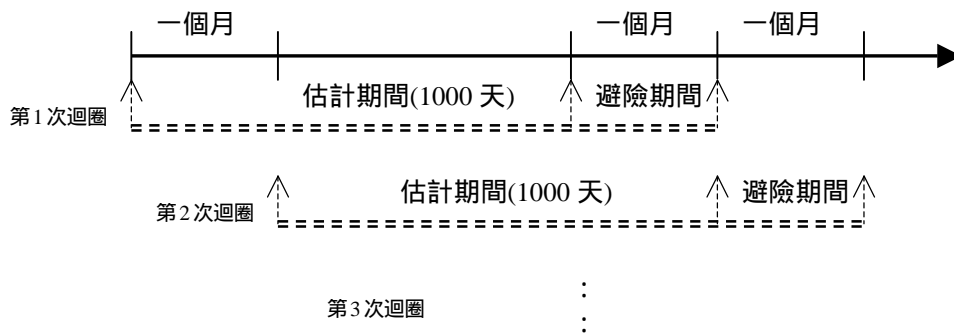 一個月 一個月 一個月
估計期間(1000 天) 避險期間
第1次迴圈
估計期間(1000 天) 避險期間
第2次迴圈
第3次迴圈